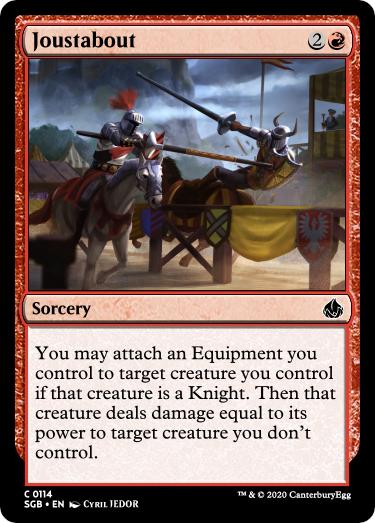 Joustabout 2
Sorcery
You may attach an Equipment you
control to target creature you control
if that creature is a Knight. Then that
creature deals damage equal to its
power to target creature you don't
control.
C 0114
SGB • EN Cyril JEDOR
™ & © 2020 CanterburyEgg